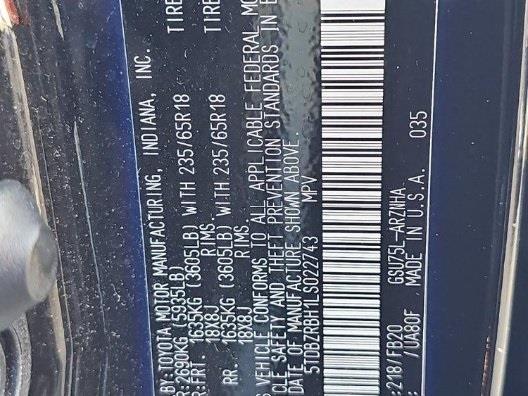 BY:TOYOTA MOTOR MANUFACTURING, INDIANA, INC.
R:2690KG (5935LB) TIRE
R:FRT. 1635KG (3605LB) WITH 235/65R18
18X8J RIMS TIRE
RR. 1635KG (3605LB) WITH 235/65R18
18X8J RIMS
S VEHICLE CONFORMS TO ALL APPLICABLE FEDERAL MO
CLE SAFETY AND THEFT PREVENTION STANDARDS IN E
DATE OF MANUFACTURE SHOWN ABOVE.
5TDBZRBH1LS022743 MPV
:218/FB20 GSU75L-ARZNHA
/UA80F MADE IN U.S.A. 035